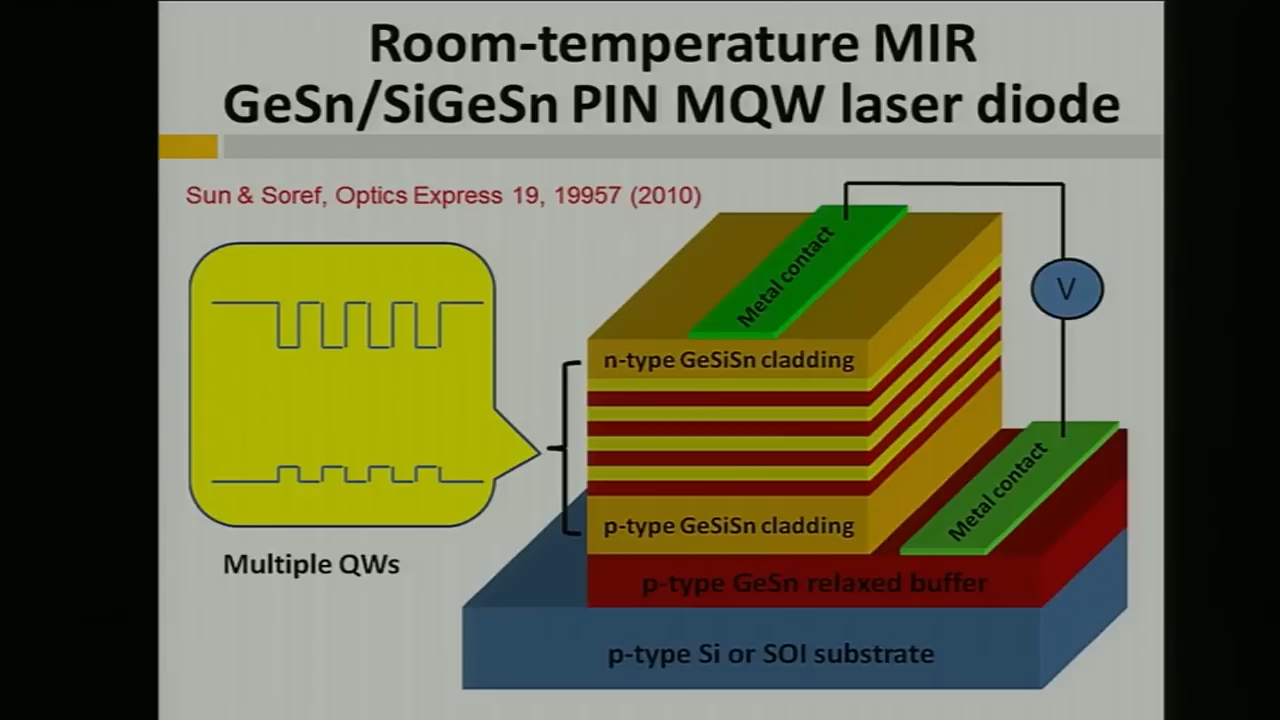 Room-temperature MIR
GeSn/SiGeSn PIN MQW laser diode
Sun & Soref, Optics Express 19, 19957 (2010)
Metal contact
V
n-type GeSiSn cladding
Metal contact
p-type GeSiSn cladding
Multiple QWs
p-type GeSn relaxed buffer
p-type Si or SOI substrate